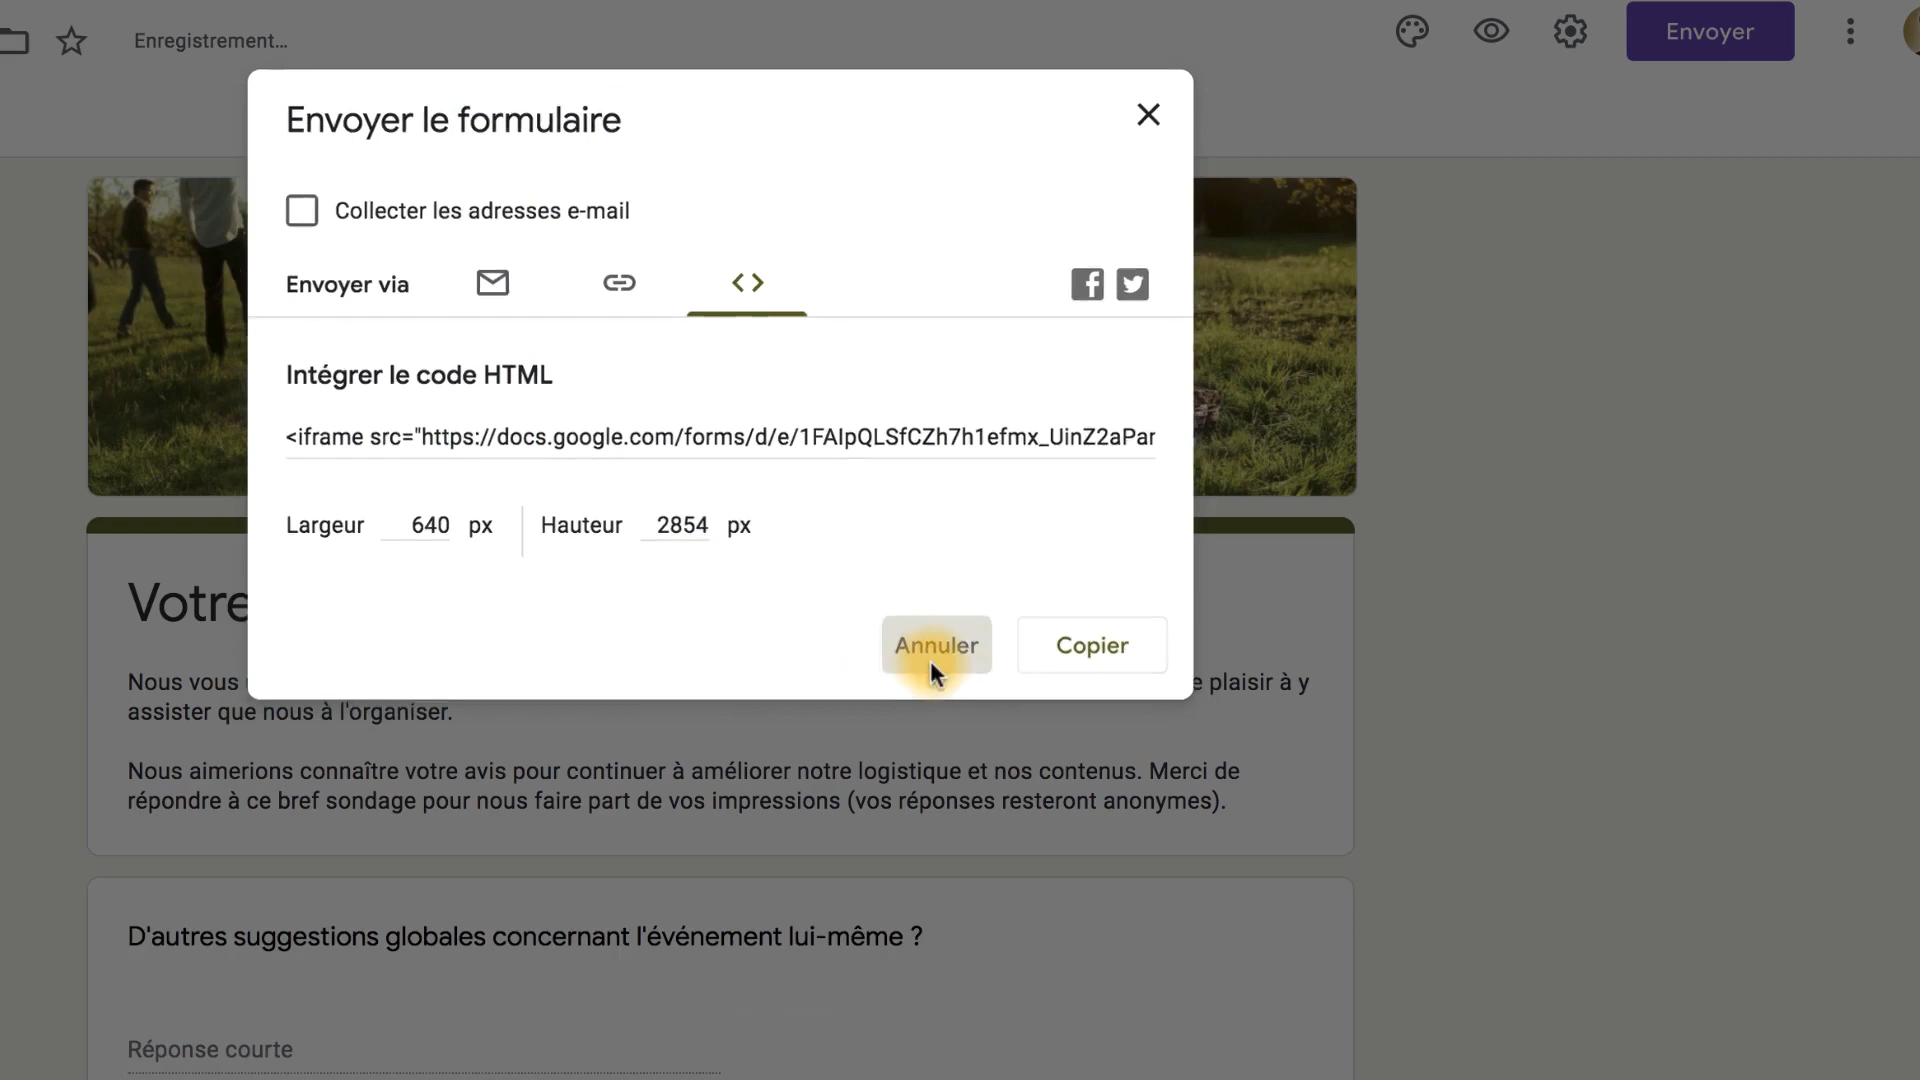 Enregistrement...
Envoyer
Envoyer le formulaire
Collecter les adresses e-mail
Envoyer via
Intégrer le code HTML
<iframe src="https://docs.google.com/forms/d/e/1FAIpQLSfCZh7h1efmx_UinZ2aPar
Largeur 640 px Hauteur 2854 px
Annuler Copier
Votre
Nous vous e plaisir à y
assister que nous à l'organiser.
Nous aimerions connaître votre avis pour continuer à améliorer notre logistique et nos contenus. Merci de
répondre à ce bref sondage pour nous faire part de vos impressions (vos réponses resteront anonymes).
D'autres suggestions globales concernant l'événement lui-même ?
Réponse courte